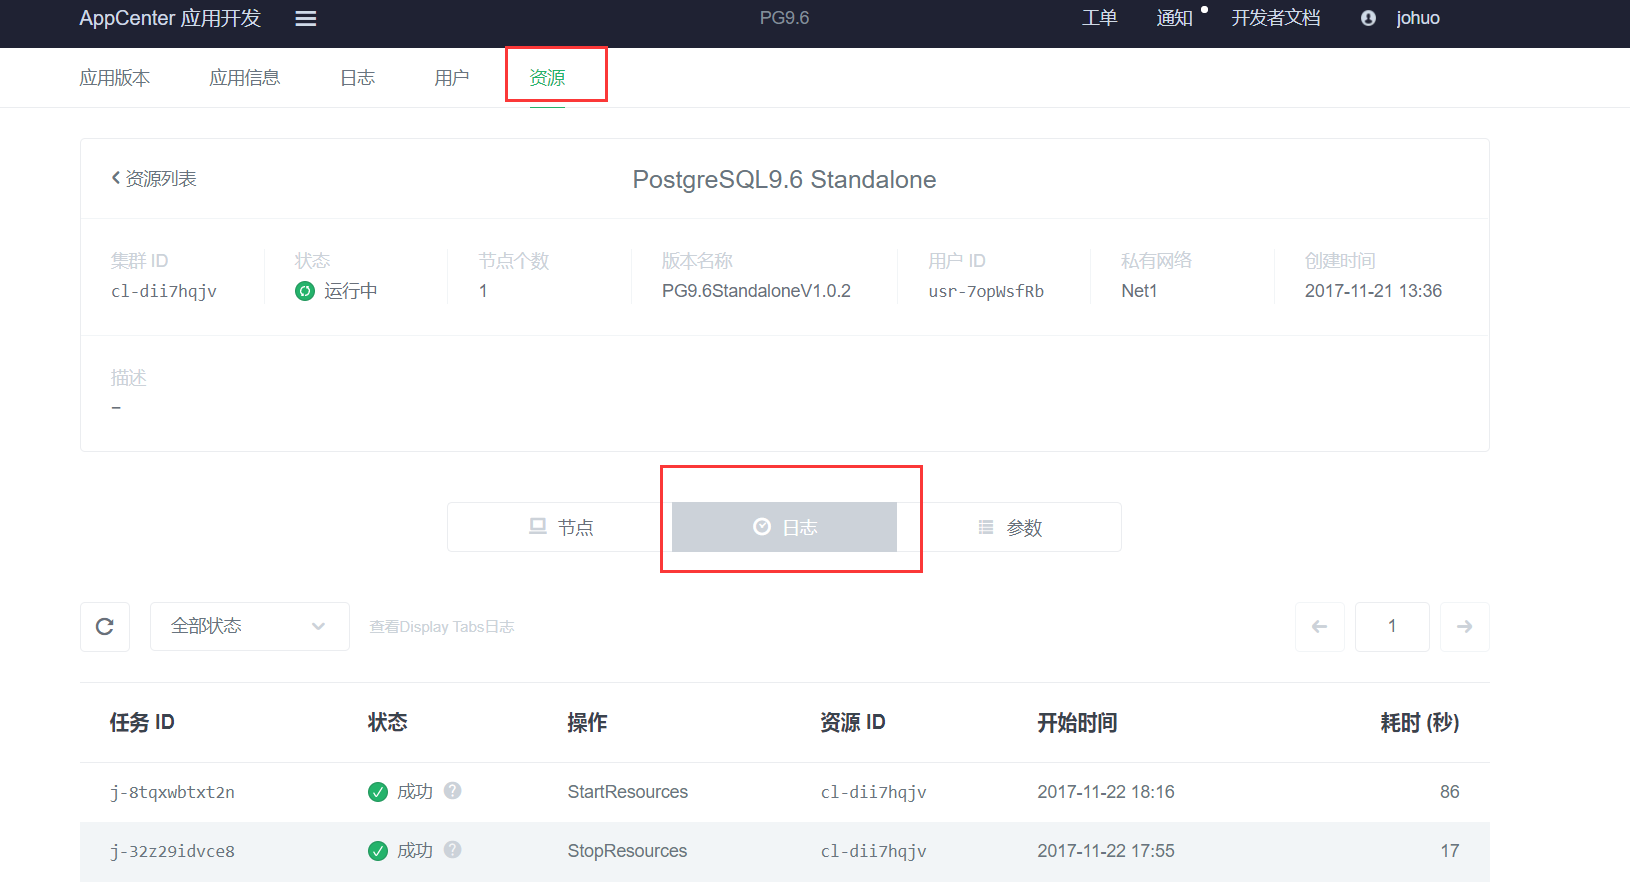 AppCenter 应用开发 PG9.6 工单 通知 开发者文档 johuo
应用版本 应用信息 日志 用户 资源
资源列表 PostgreSQL9.6 Standalone
集群 ID 状态 节点个数 版本名称 用户 ID 私有网络 创建时间
cl-dii7hqjv 运行中 1 PG9.6StandaloneV1.0.2 usr-7opWsfRb Net1 2017-11-21 13:36
描述
–
节点 日志 参数
全部状态 查看Display Tabs日志 1
任务 ID 状态 操作 资源 ID 开始时间 耗时 (秒)
j-8tqxwbtxt2n 成功 StartResources cl-dii7hqjv 2017-11-22 18:16 86
j-32z29idvce8 成功 StopResources cl-dii7hqjv 2017-11-22 17:55 17